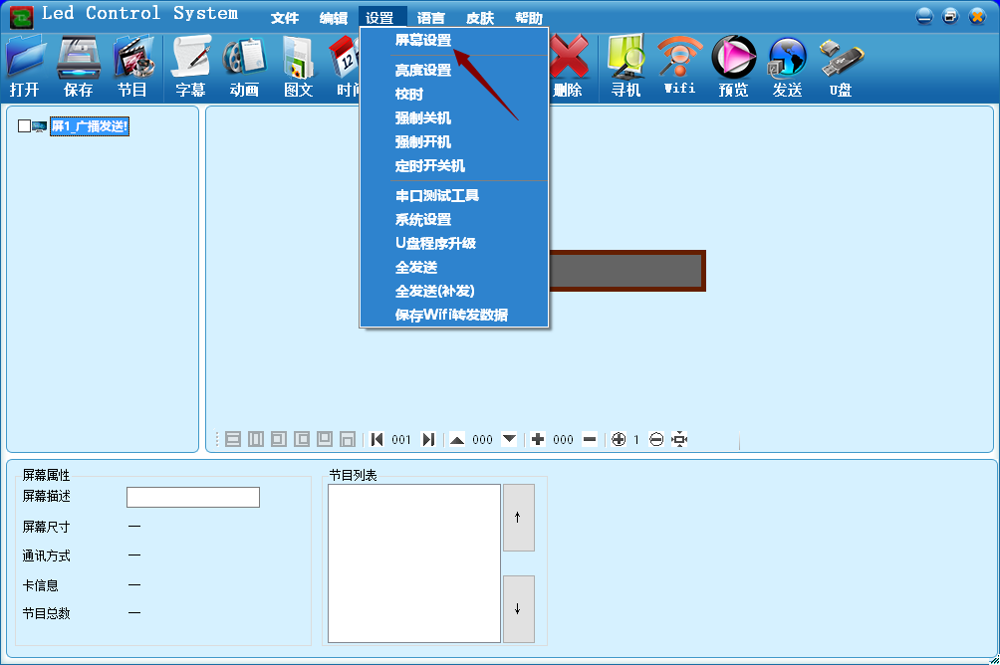 Led Control System
文件 编辑 设置 语言 皮肤 帮助
打开 保存 节目 字幕 动画 图文 时间 删除 寻机 Wifi 预览 发送 U盘
屏幕设置
高度设置
校时
强制关机
强制开机
定时开关机
串口测试工具
系统设置
U盘程序升级
全发送
全发送(补发)
保存Wifi转发数据
屏1_广播发送!
12
001 000 000 1
屏幕属性
屏幕描述
屏幕尺寸 —
通讯方式 —
卡信息 —
节目总数 —
节目列表
↑
↓